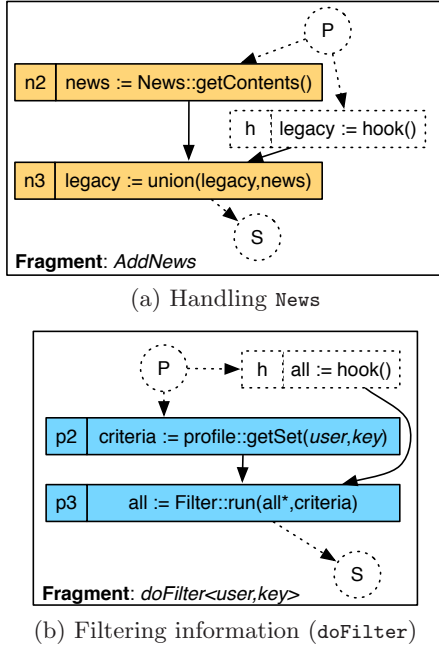 P
n2 news := News::getContents()
h legacy := hook()
n3 legacy := union(legacy,news)
S
Fragment: AddNews
(a) Handling News
P
h all := hook()
p2 criteria := profile::getSet(user,key)
p3 all := Filter::run(all*,criteria)
S
Fragment: doFilter<user,key>
(b) Filtering information (doFilter)